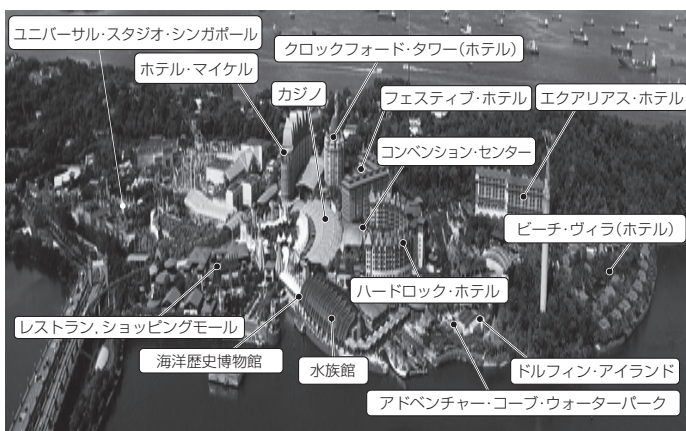 ユニバーサル・スタジオ・シンガポール
クロックフォード・タワー（ホテル）
ホテル・マイケル
カジノ
フェスティブ・ホテル
エクアリアス・ホテル
コンベンション・センター
ビーチ・ヴィラ（ホテル）
ハードロック・ホテル
レストラン，ショッピングモール
海洋歴史博物館
水族館
ドルフィン・アイランド
アドベンチャー・コーブ・ウォーターパーク